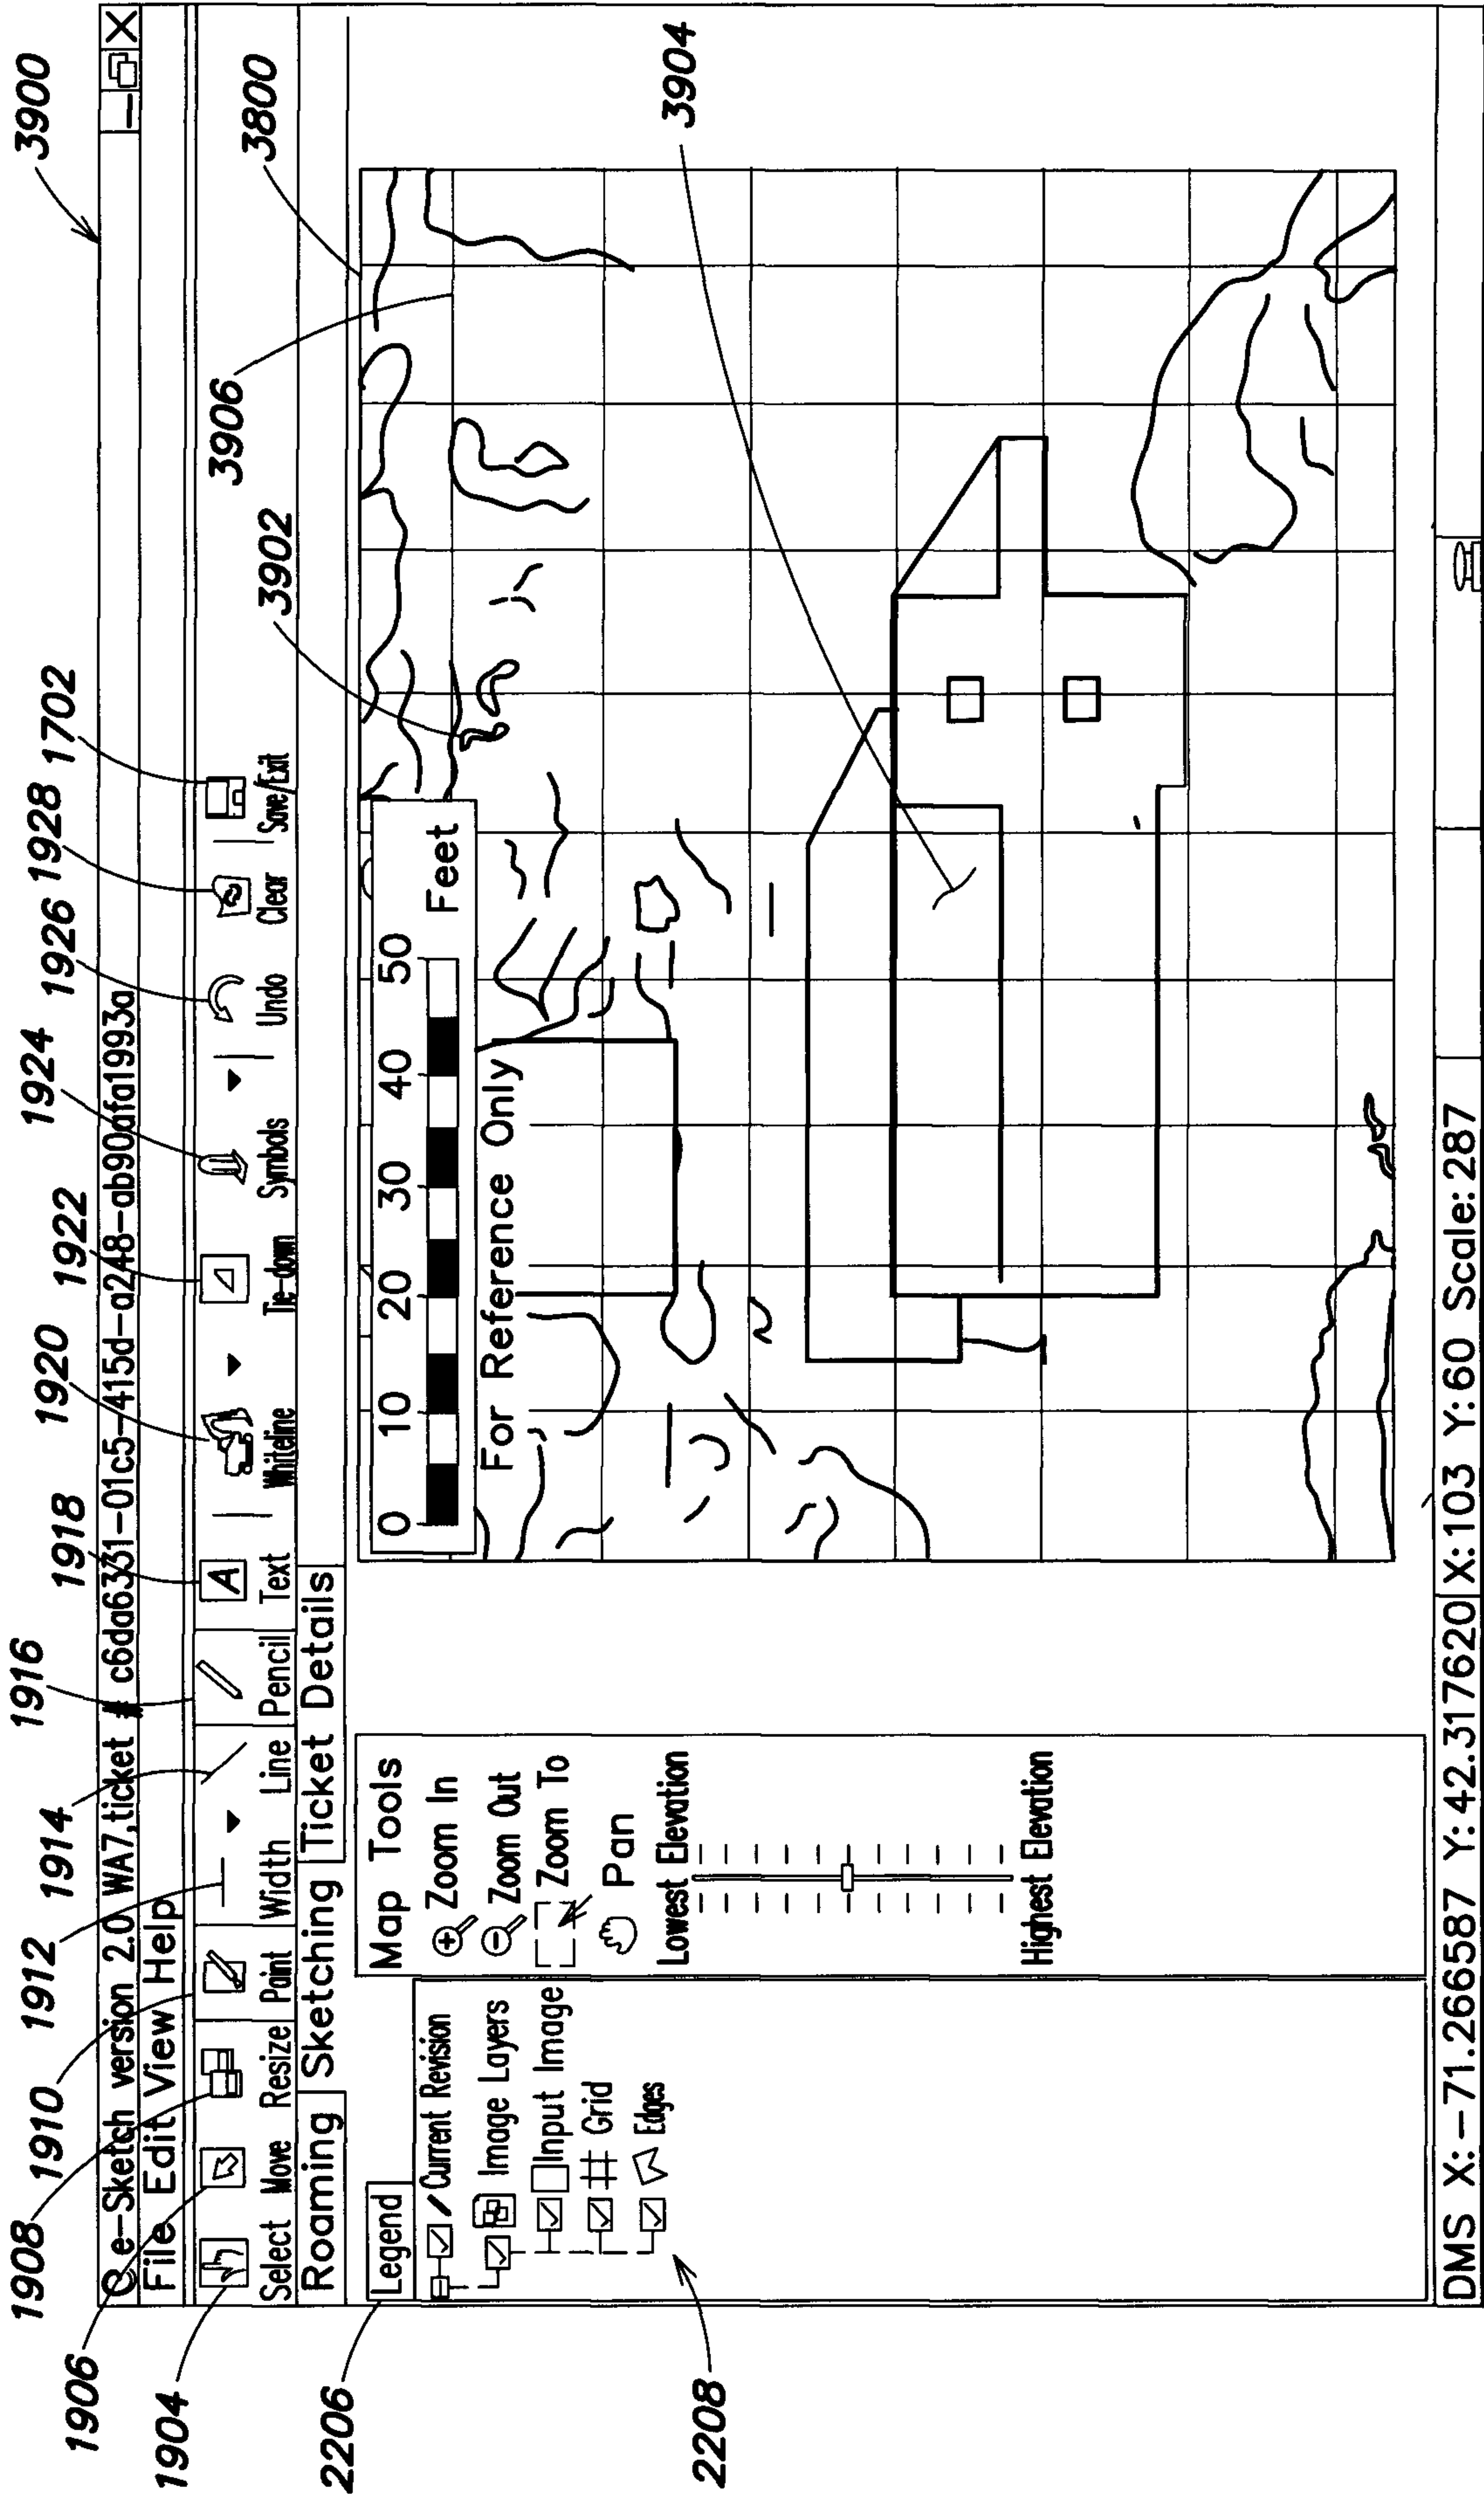 3900
1916
1924
1922
1920
1918
1914
1912
1910
1908
1906
1904
1926
1928
1702
3902
3906
3800
e-Sketch version 2.0 WA7,ticket # c6da6331-01c5-415d-a248-ab90afa1993a
File Edit View Help
Select Move Resize Paint Width Line Pencil Text Whiteline Tie-down Symbols Undo Clear Save/Exit
Roaming Sketching Ticket Details
2206
Legend
Current Revision
Image Layers
Input Image
Grid
Edges
2208
Map Tools
Zoom In
Zoom Out
Zoom To
Pan
Lowest Elevation
Highest Elevation
0 10 20 30 40 50 Feet
For Reference Only
3904
DMS X:-71.266587 Y:42.317620 X:103 Y:60 Scale:287